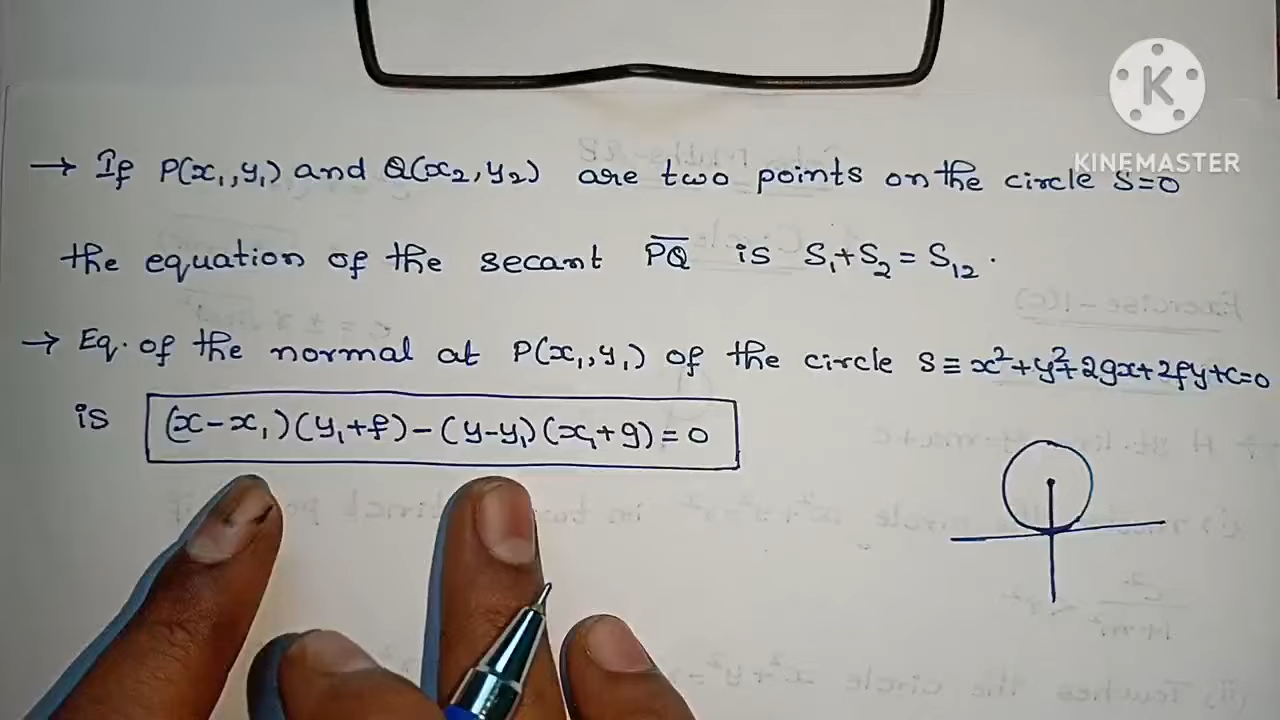 K
KINEMASTER
→ If P(x₁,y₁) and Q(x₂,y₂) are two points on the circle S=0
the equation of the secant P̅Q̅ is S₁+S₂=S₁₂.
→ Eq. of the normal at P(x₁,y₁) of the circle S≡x²+y²+2gx+2fy+c=0
is (x-x₁)(y₁+f)-(y-y₁)(x₁+g)=0
Exercise-1(c)